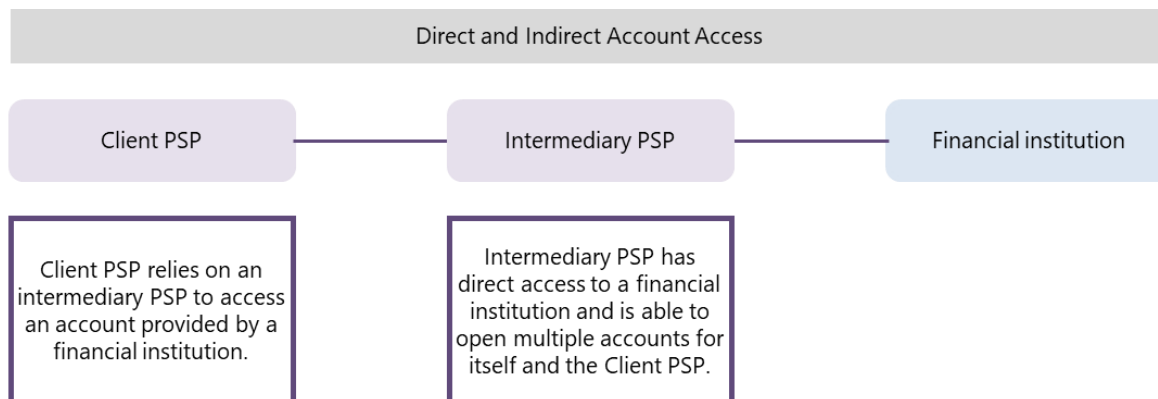 Direct and Indirect Account Access
Client PSP
Intermediary PSP
Financial institution
Client PSP relies on an
intermediary PSP to access
an account provided by a
financial institution.
Intermediary PSP has
direct access to a financial
institution and is able to
open multiple accounts for
itself and the Client PSP.